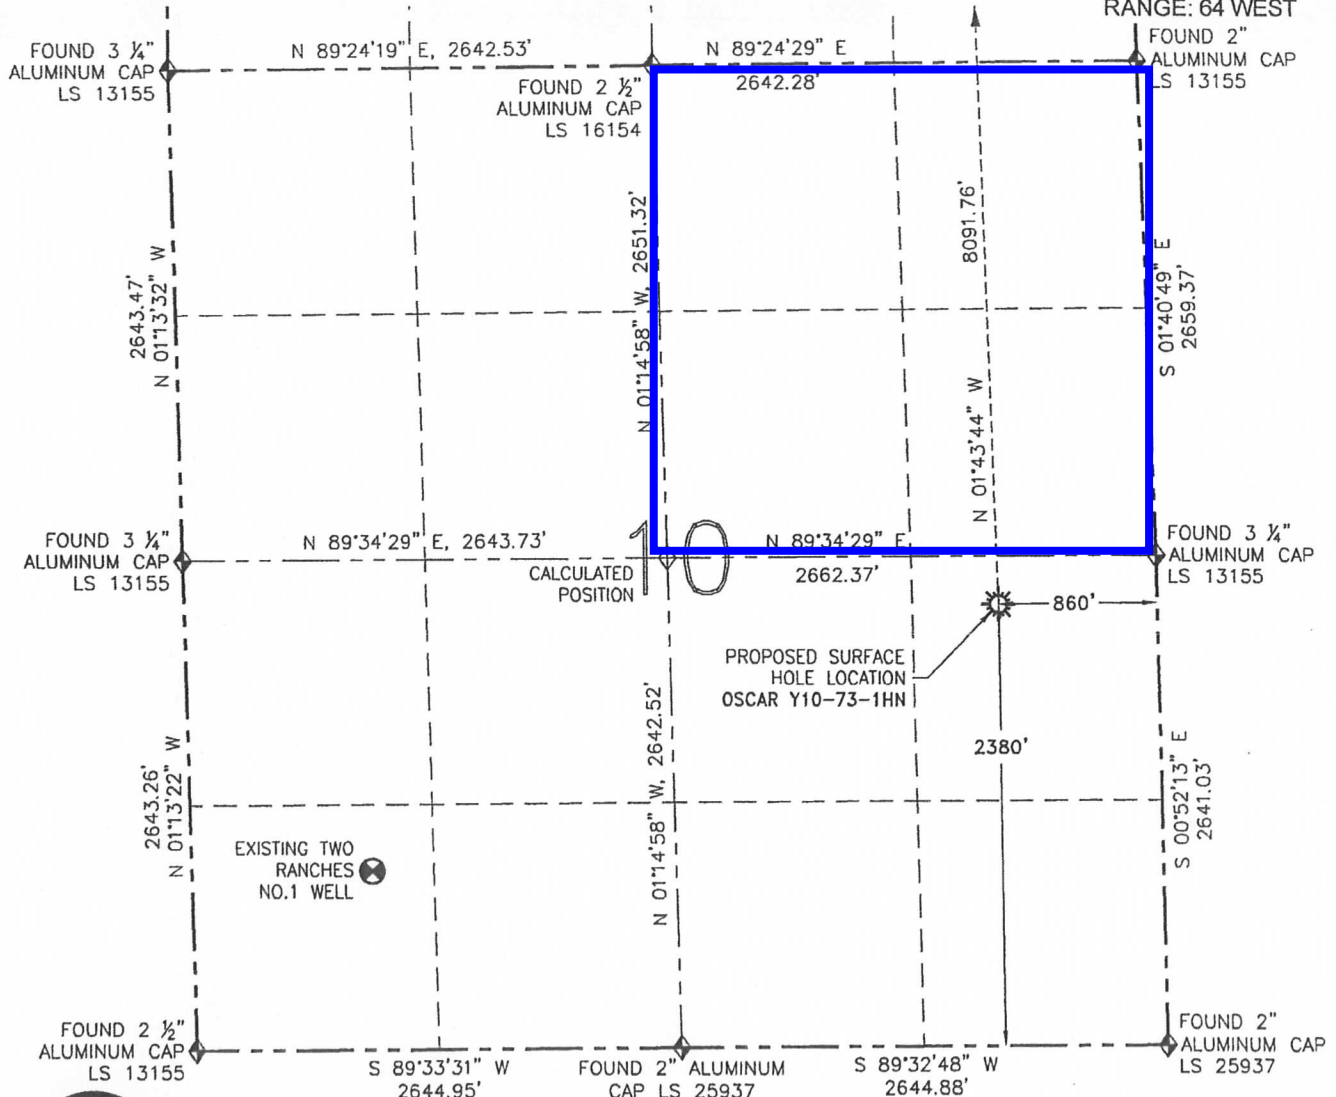 RANGE: 64 WEST
FOUND 3 ¼"
ALUMINUM CAP
LS 13155
N 89°24'19" E, 2642.53'
FOUND 2 ½"
ALUMINUM CAP
LS 16154
N 89°24'29" E
2642.28'
FOUND 2"
ALUMINUM CAP
LS 13155
2643.47'
N 01°13'32" W
N 01°14'58" W, 2651.32'
8091.76'
N 01°43'44" W
S 01°40'49" E
2659.37'
FOUND 3 ¼"
ALUMINUM CAP
LS 13155
N 89°34'29" E, 2643.73'
CALCULATED
POSITION
10
N 89°34'29" E
2662.37'
FOUND 3 ¼"
ALUMINUM CAP
LS 13155
860'
PROPOSED SURFACE
HOLE LOCATION
OSCAR Y10-73-1HN
2380'
2643.26'
N 01°13'22" W
N 01°14'58" W, 2642.52'
S 00°52'13" E
2641.03'
EXISTING TWO
RANCHES
NO.1 WELL
FOUND 2 ½"
ALUMINUM CAP
LS 13155
S 89°33'31" W
2644.95'
FOUND 2" ALUMINUM
CAP LS 25937
S 89°32'48" W
2644.88'
FOUND 2"
ALUMINUM CAP
LS 25937